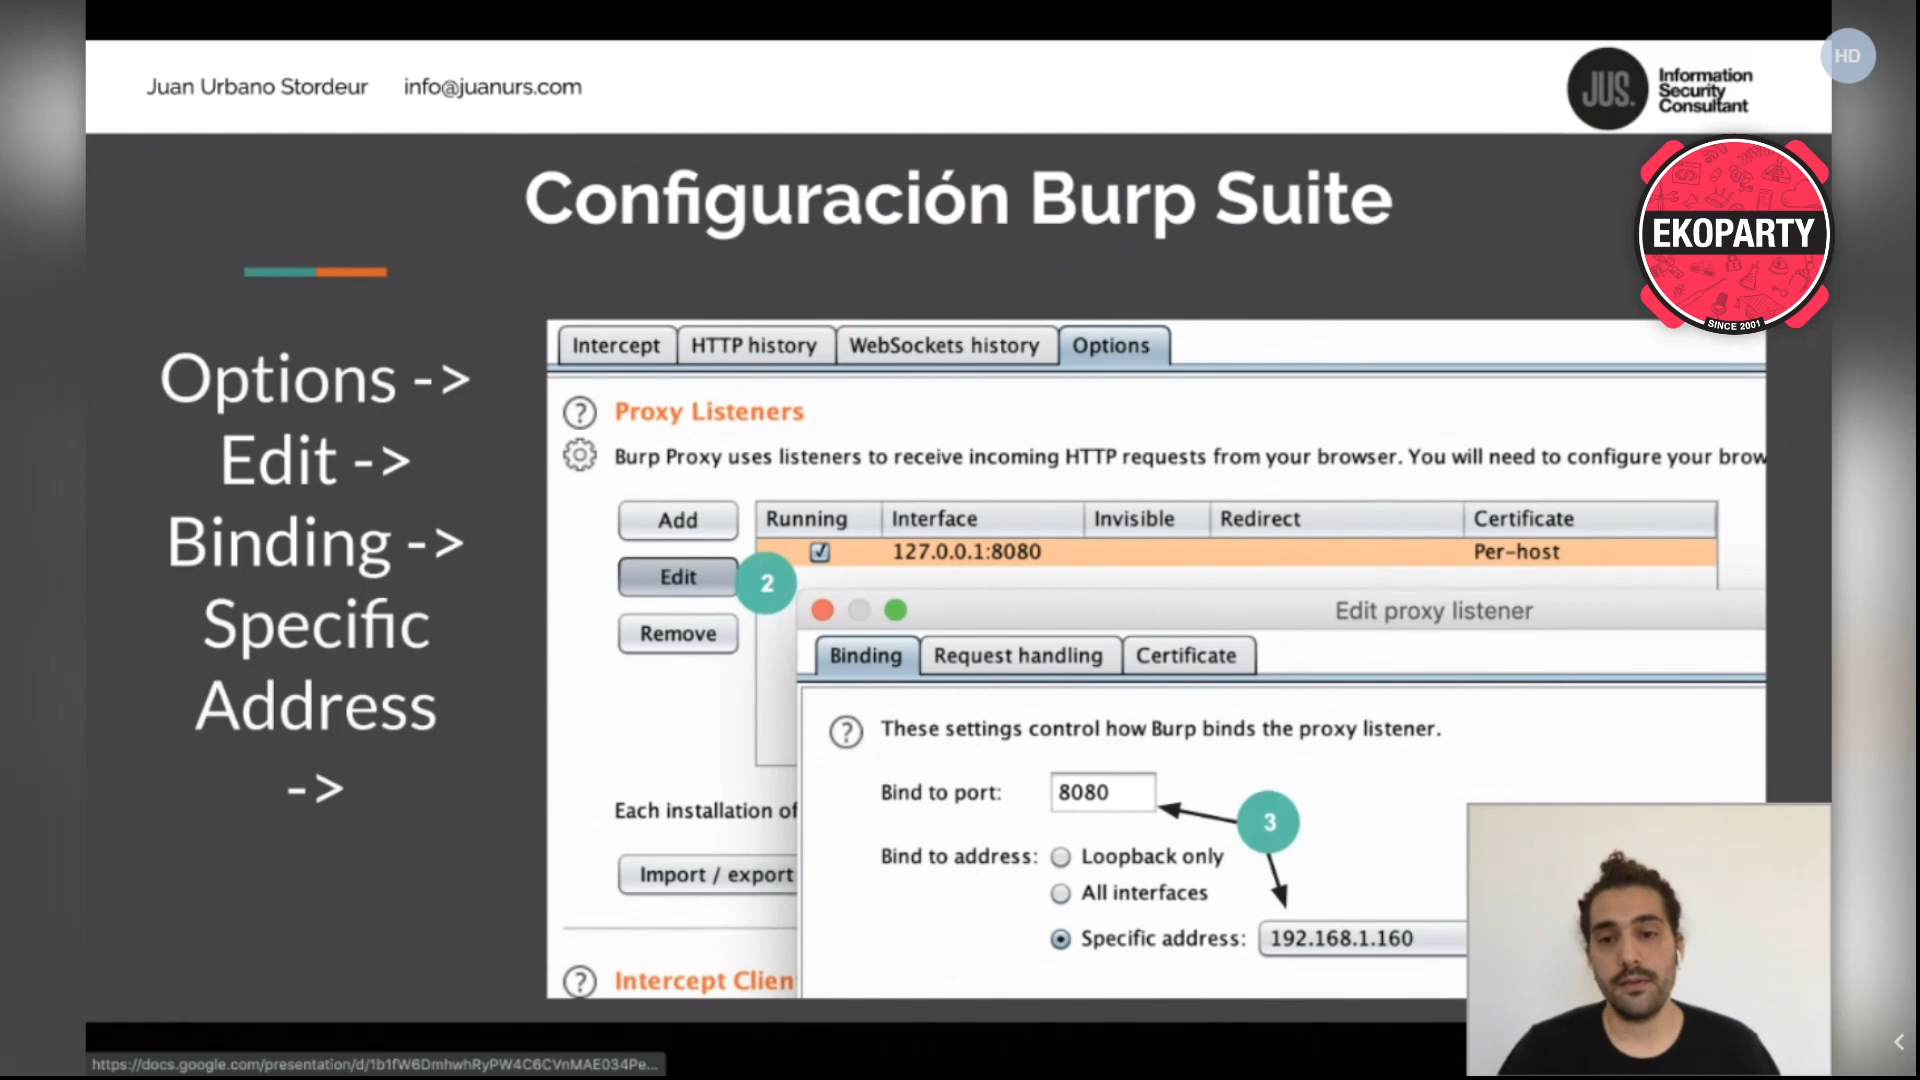 HD
Juan Urbano Stordeur info@juanurs.com
JUS.
Information
Security
Consultant
Configuración Burp Suite
EKOPARTY
SINCE 2001
Options ->
Edit ->
Binding ->
Specific
Address
->
Intercept HTTP history WebSockets history Options
? Proxy Listeners
Burp Proxy uses listeners to receive incoming HTTP requests from your browser. You will need to configure your brow
Add
Edit
Remove
Running Interface Invisible Redirect Certificate
127.0.0.1:8080 Per-host
2
Edit proxy listener
Binding Request handling Certificate
? These settings control how Burp binds the proxy listener.
Bind to port: 8080
3
Bind to address: Loopback only
All interfaces
Specific address: 192.168.1.160
Each installation of
Import / export
? Intercept Clien
https://docs.google.com/presentation/d/1b1fW6DmhwhRyPW4C6CVnMAE034Pe...